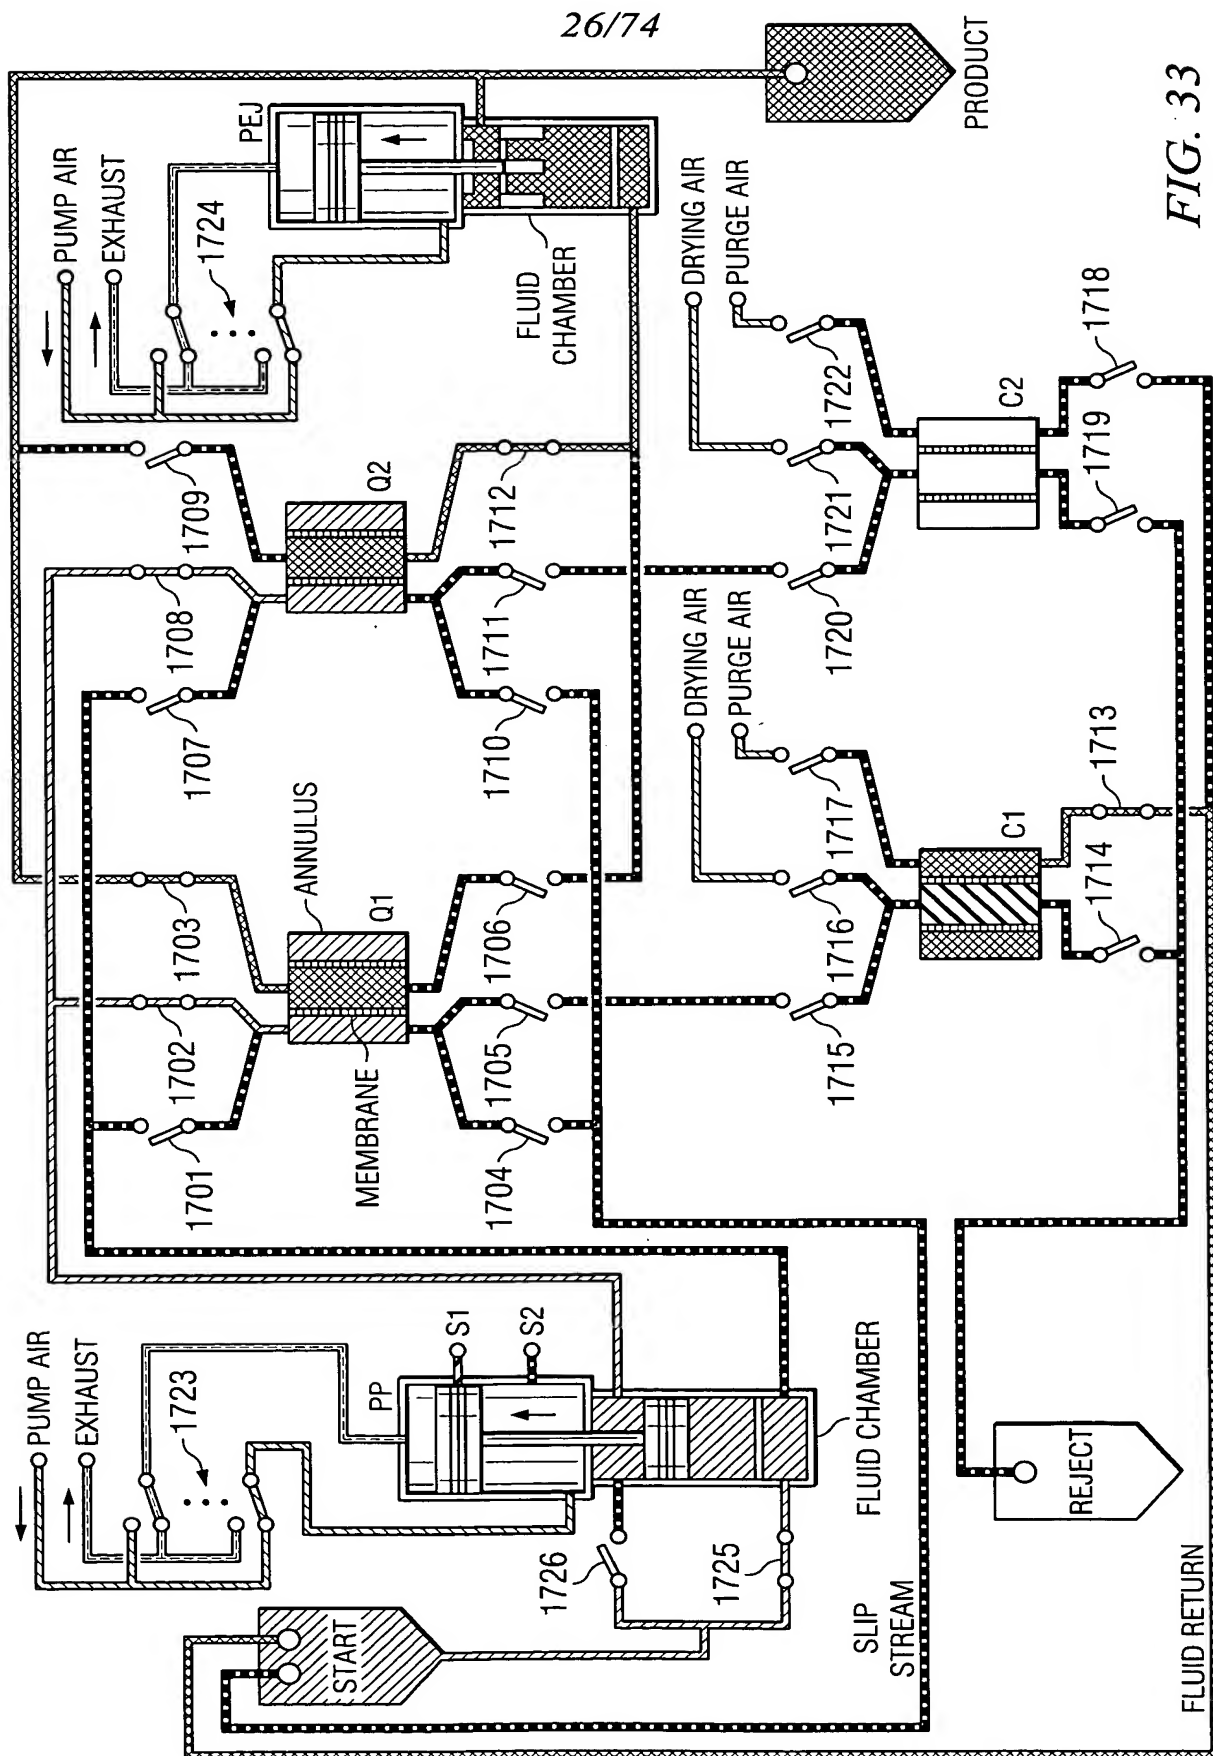 26/74
PUMP AIR
EXHAUST
1723
PP
S1
S2
START
1726
1725
FLUID CHAMBER
SLIP
STREAM
FLUID RETURN
REJECT
1701
1702
1703
MEMBRANE
ANNULUS
Q1
1704
1705
1706
1707
1708
1709
Q2
1710
1711
1712
PUMP AIR
EXHAUST
1724
PEJ
FLUID
CHAMBER
PRODUCT
DRYING AIR
PURGE AIR
1715
1716
1717
C1
1714
1713
DRYING AIR
PURGE AIR
1720
1721
1722
C2
1719
1718
FIG. 33